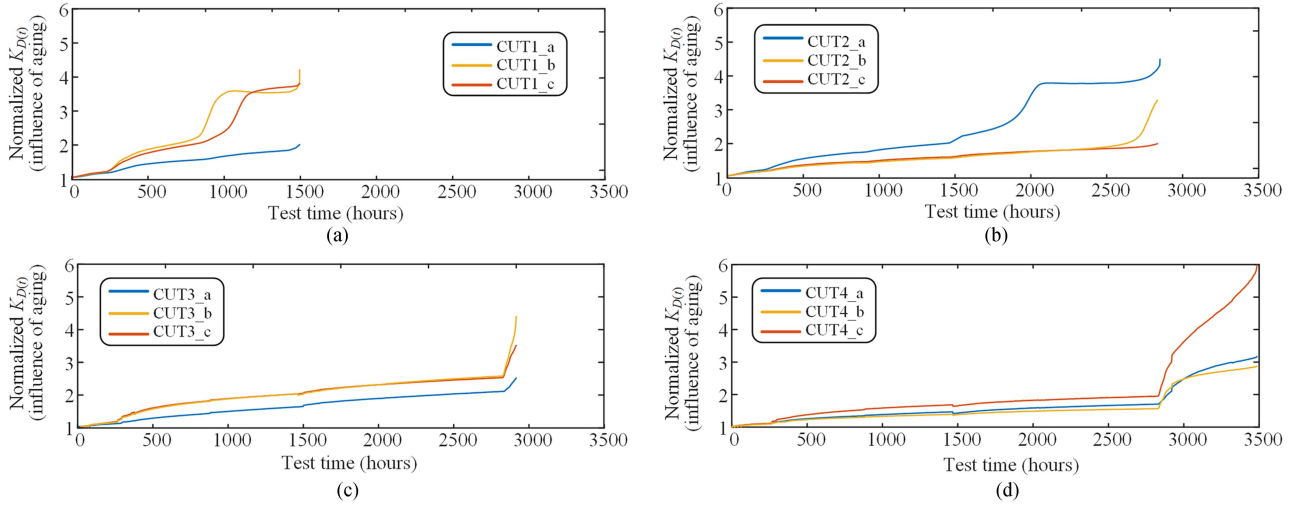 6
5
4
3
2
1
Normalized K_D(t)
(influence of aging)
CUT1_a
CUT1_b
CUT1_c
500 1000 1500 2000 2500 3000 3500
Test time (hours)
(a)
6
5
4
3
2
1
Normalized K_D(t)
(influence of aging)
CUT2_a
CUT2_b
CUT2_c
0 500 1000 1500 2000 2500 3000 3500
Test time (hours)
(b)
6
5
4
3
2
1
Normalized K_D(t)
(influence of aging)
CUT3_a
CUT3_b
CUT3_c
0 500 1000 1500 2000 2500 3000 3500
Test time (hours)
(c)
6
5
4
3
2
1
Normalized K_D(t)
(influence of aging)
CUT4_a
CUT4_b
CUT4_c
0 500 1000 1500 2000 2500 3000 3500
Test time (hours)
(d)